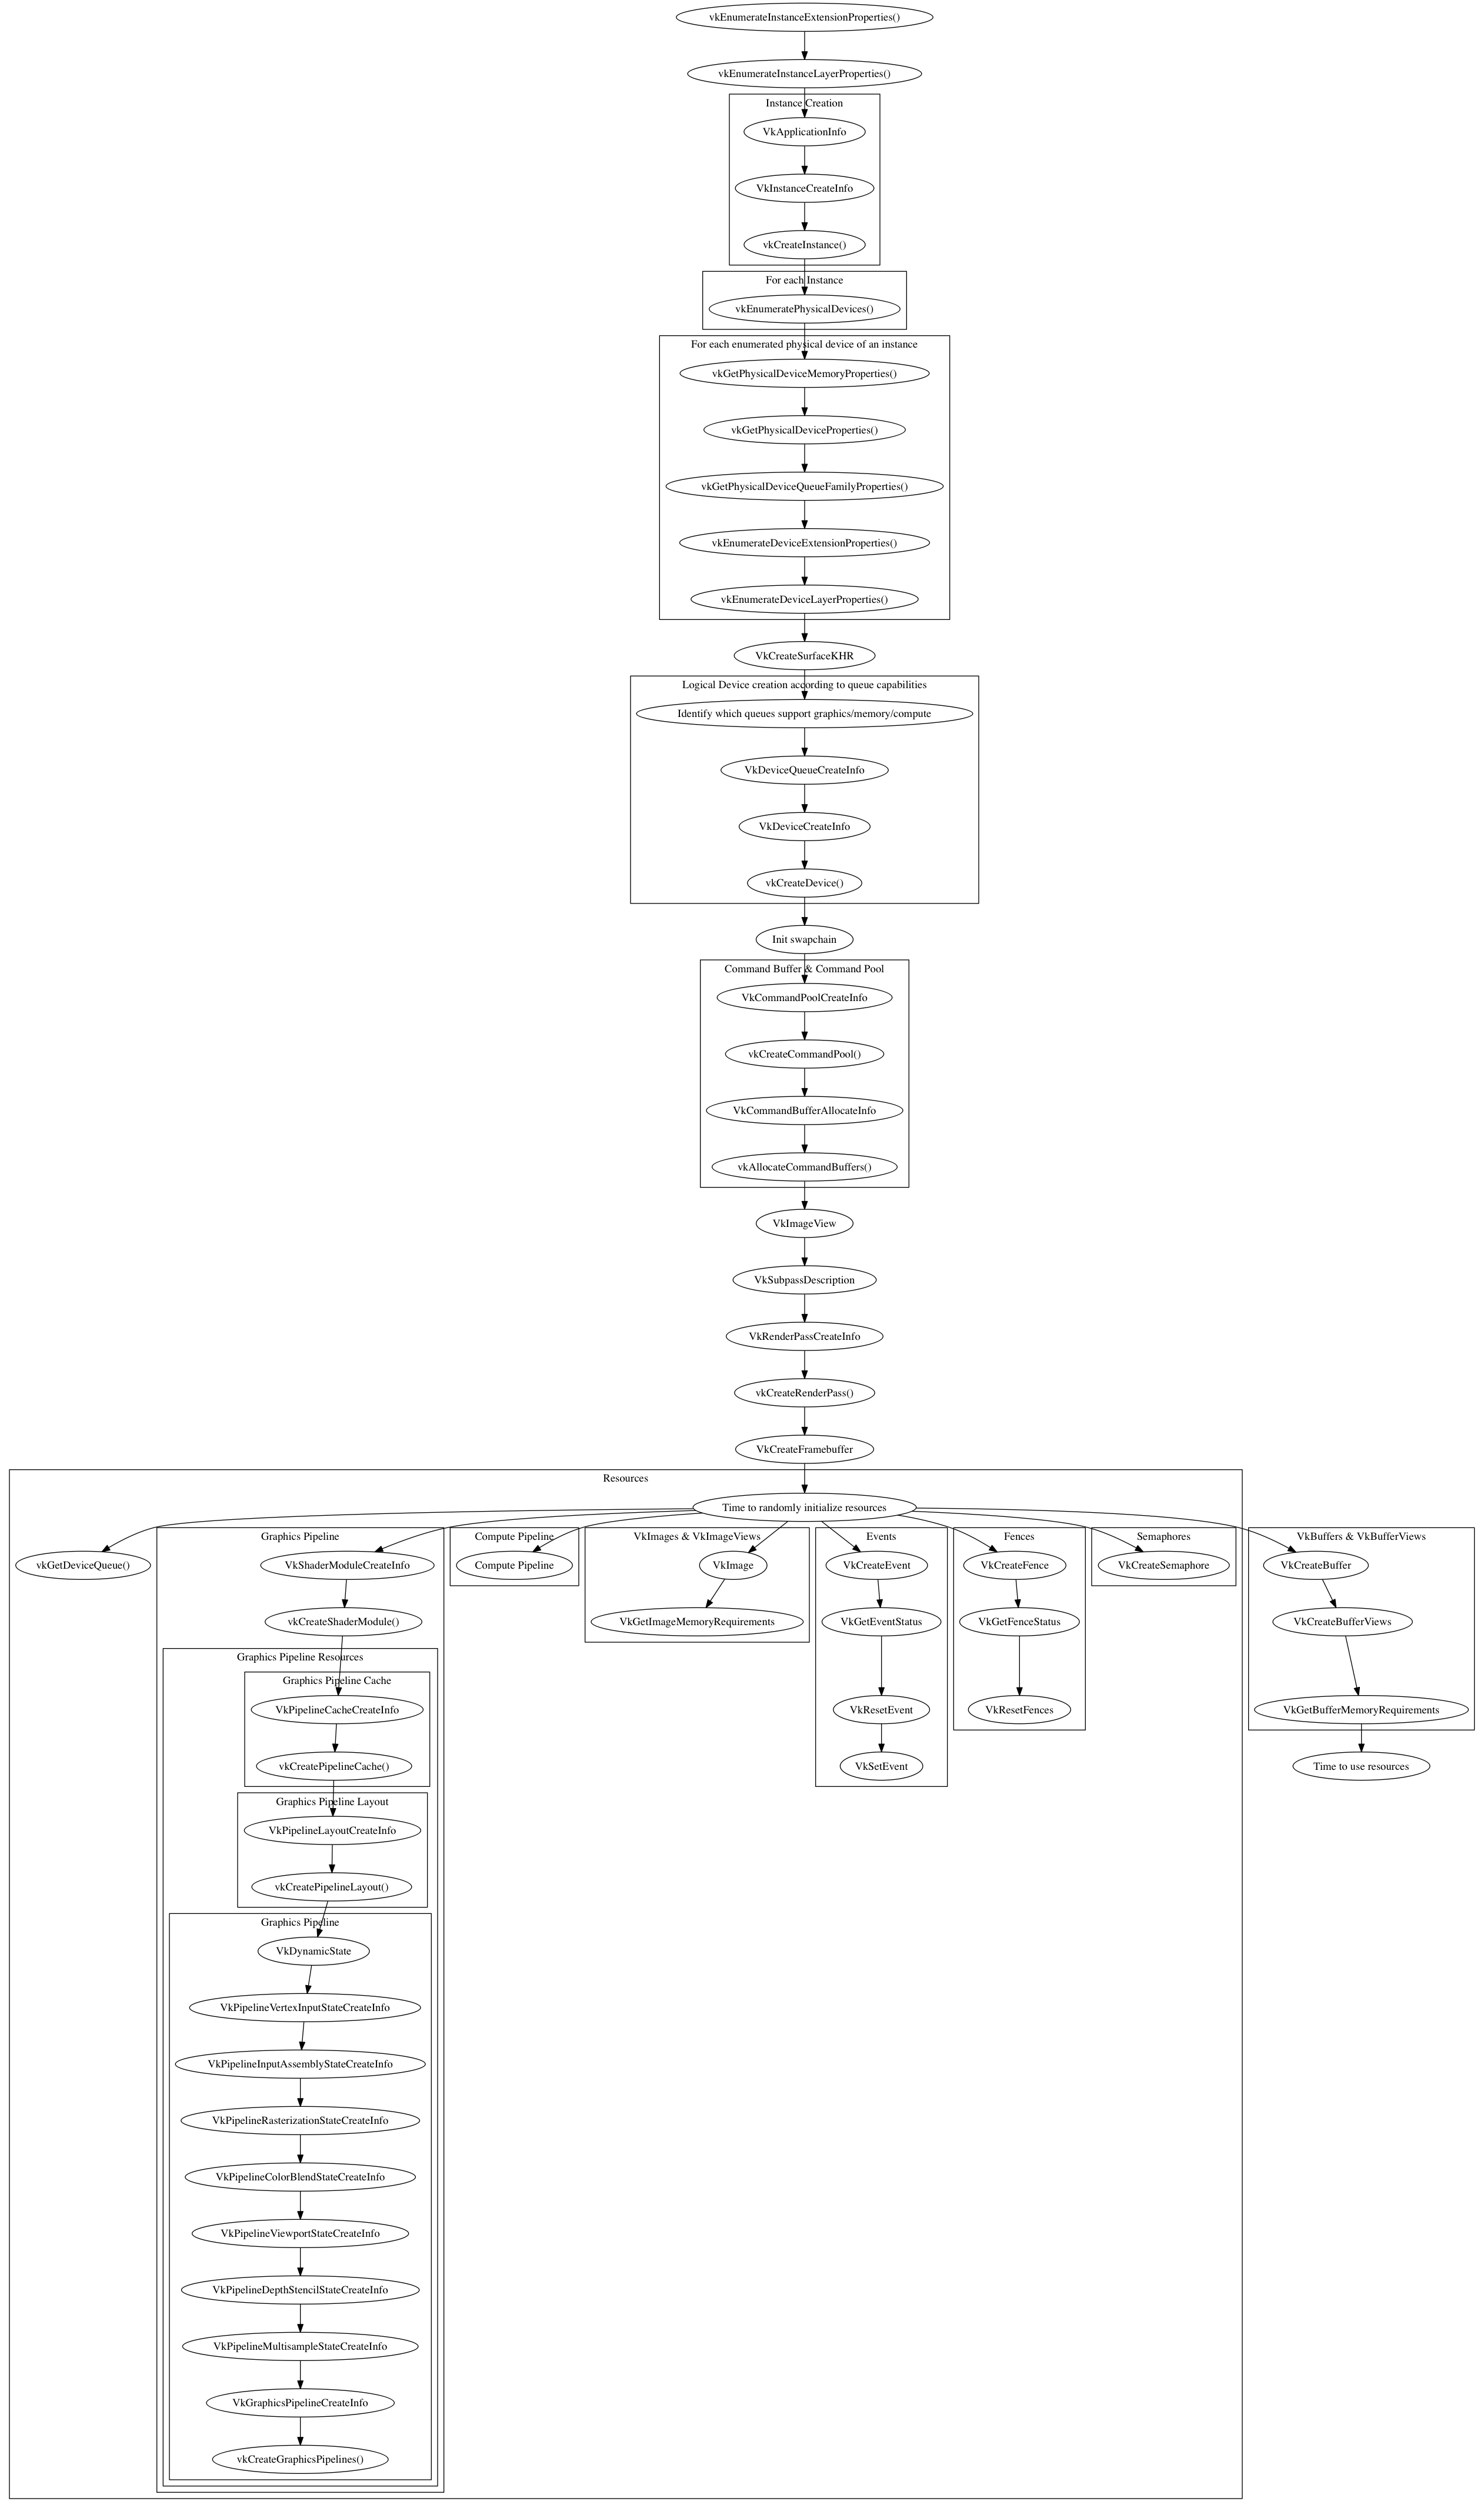 vkEnumerateInstanceExtensionProperties()
vkEnumerateInstanceLayerProperties()
Instance Creation
VkApplicationInfo
VkInstanceCreateInfo
vkCreateInstance()
For each Instance
vkEnumeratePhysicalDevices()
For each enumerated physical device of an instance
vkGetPhysicalDeviceMemoryProperties()
vkGetPhysicalDeviceProperties()
vkGetPhysicalDeviceQueueFamilyProperties()
vkEnumerateDeviceExtensionProperties()
vkEnumerateDeviceLayerProperties()
VkCreateSurfaceKHR
Logical Device creation according to queue capabilities
Identify which queues support graphics/memory/compute
VkDeviceQueueCreateInfo
VkDeviceCreateInfo
vkCreateDevice()
Init swapchain
Command Buffer & Command Pool
VkCommandPoolCreateInfo
vkCreateCommandPool()
VkCommandBufferAllocateInfo
vkAllocateCommandBuffers()
VkImageView
VkSubpassDescription
VkRenderPassCreateInfo
vkCreateRenderPass()
VkCreateFramebuffer
Resources
Time to randomly initialize resources
vkGetDeviceQueue()
Graphics Pipeline
VkShaderModuleCreateInfo
vkCreateShaderModule()
Graphics Pipeline Resources
Graphics Pipeline Cache
VkPipelineCacheCreateInfo
vkCreatePipelineCache()
Graphics Pipeline Layout
VkPipelineLayoutCreateInfo
vkCreatePipelineLayout()
Graphics Pipeline
VkDynamicState
VkPipelineVertexInputStateCreateInfo
VkPipelineInputAssemblyStateCreateInfo
VkPipelineRasterizationStateCreateInfo
VkPipelineColorBlendStateCreateInfo
VkPipelineViewportStateCreateInfo
VkPipelineDepthStencilStateCreateInfo
VkPipelineMultisampleStateCreateInfo
VkGraphicsPipelineCreateInfo
vkCreateGraphicsPipelines()
Compute Pipeline
Compute Pipeline
VkImages & VkImageViews
VkImage
VkGetImageMemoryRequirements
Events
VkCreateEvent
VkGetEventStatus
VkResetEvent
VkSetEvent
Fences
VkCreateFence
VkGetFenceStatus
VkResetFences
Semaphores
VkCreateSemaphore
VkBuffers & VkBufferViews
VkCreateBuffer
VkCreateBufferViews
VkGetBufferMemoryRequirements
Time to use resources